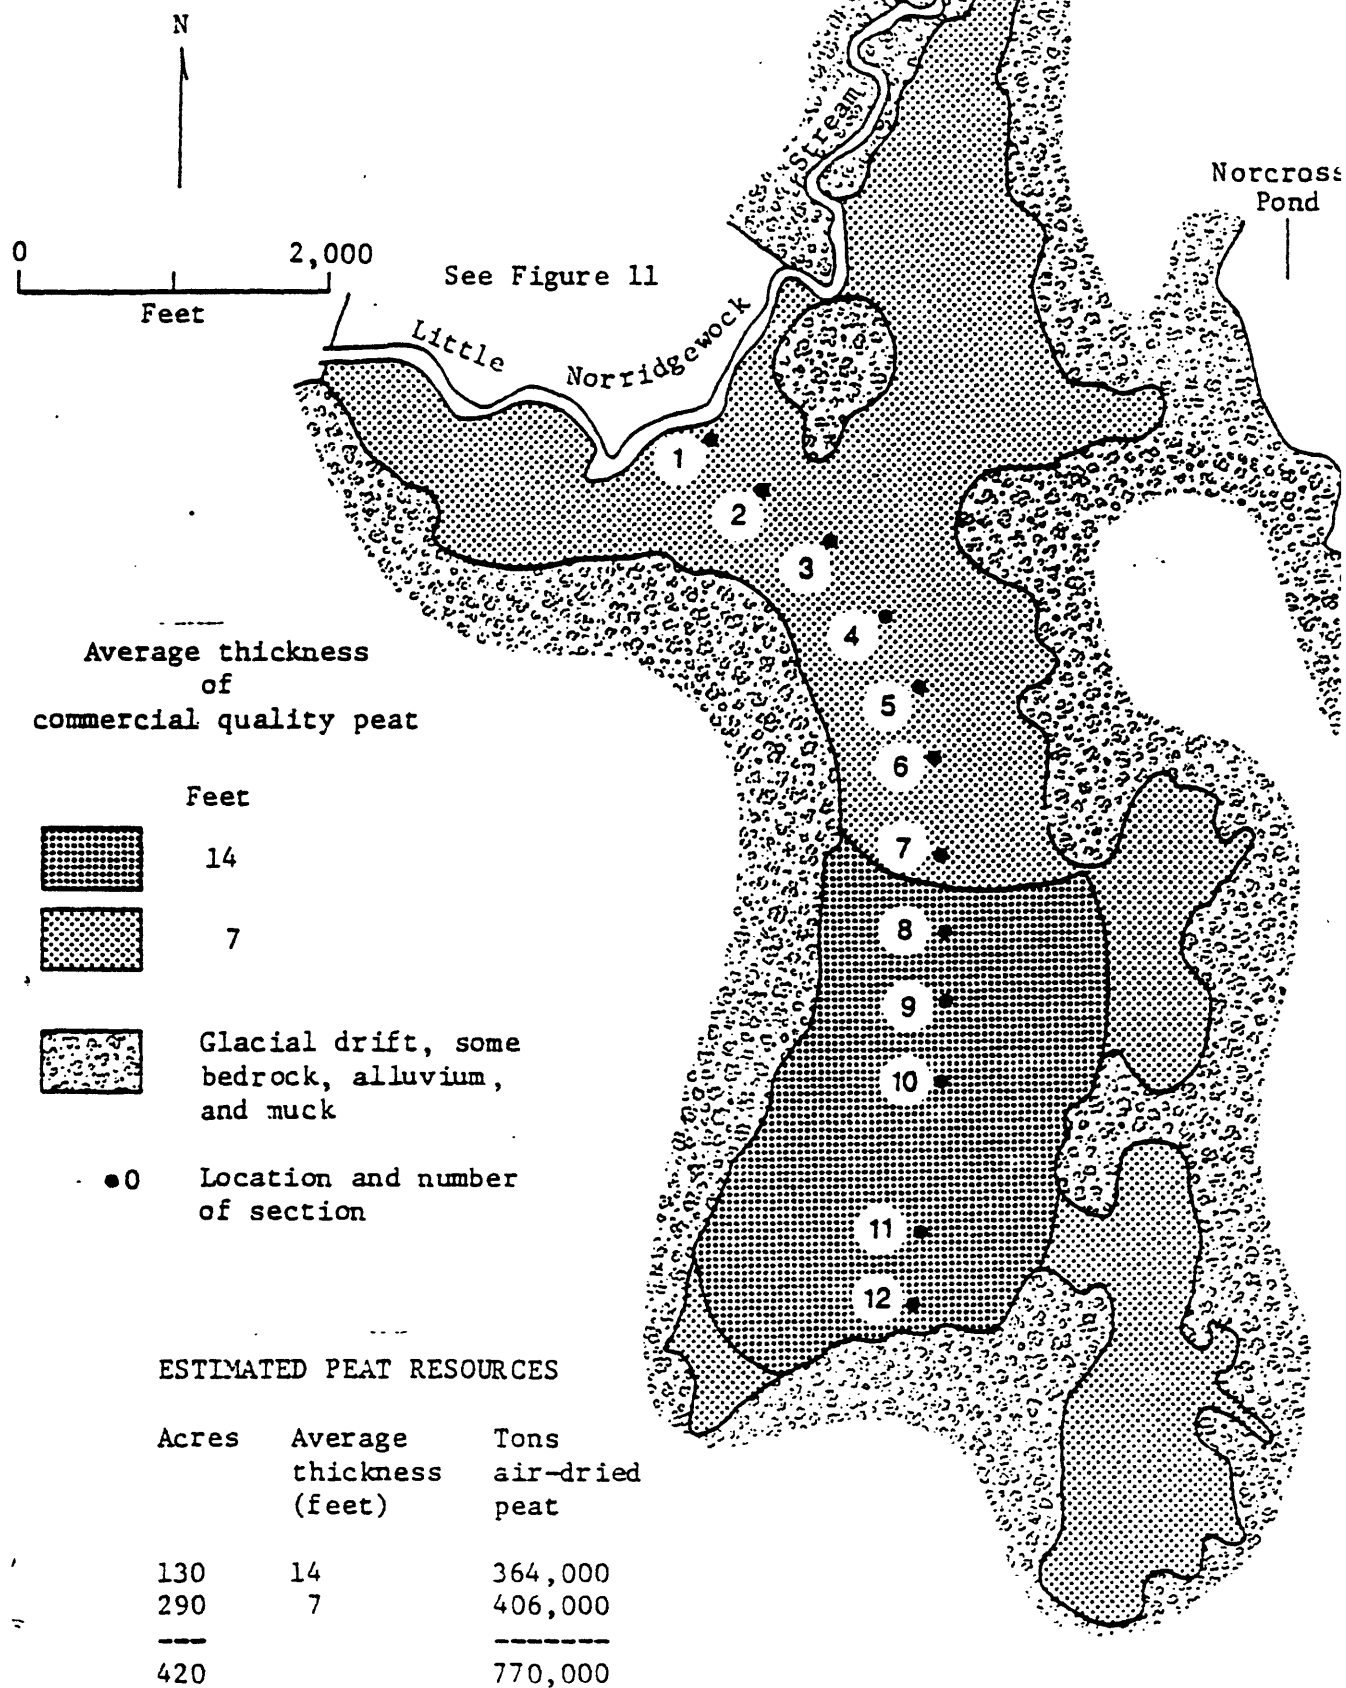 N
Norcross
Pond
0 2,000
Feet
See Figure 11
Little Norridgewock Stream
1
2
3
4
5
6
7
8
9
10
11
12
Average thickness
of
commercial quality peat
Feet
14
7
Glacial drift, some
bedrock, alluvium,
and muck
0 Location and number
of section
ESTIMATED PEAT RESOURCES
Acres Average Tons
thickness air-dried
(feet) peat
130 14 364,000
290 7 406,000
--- -------
420 770,000